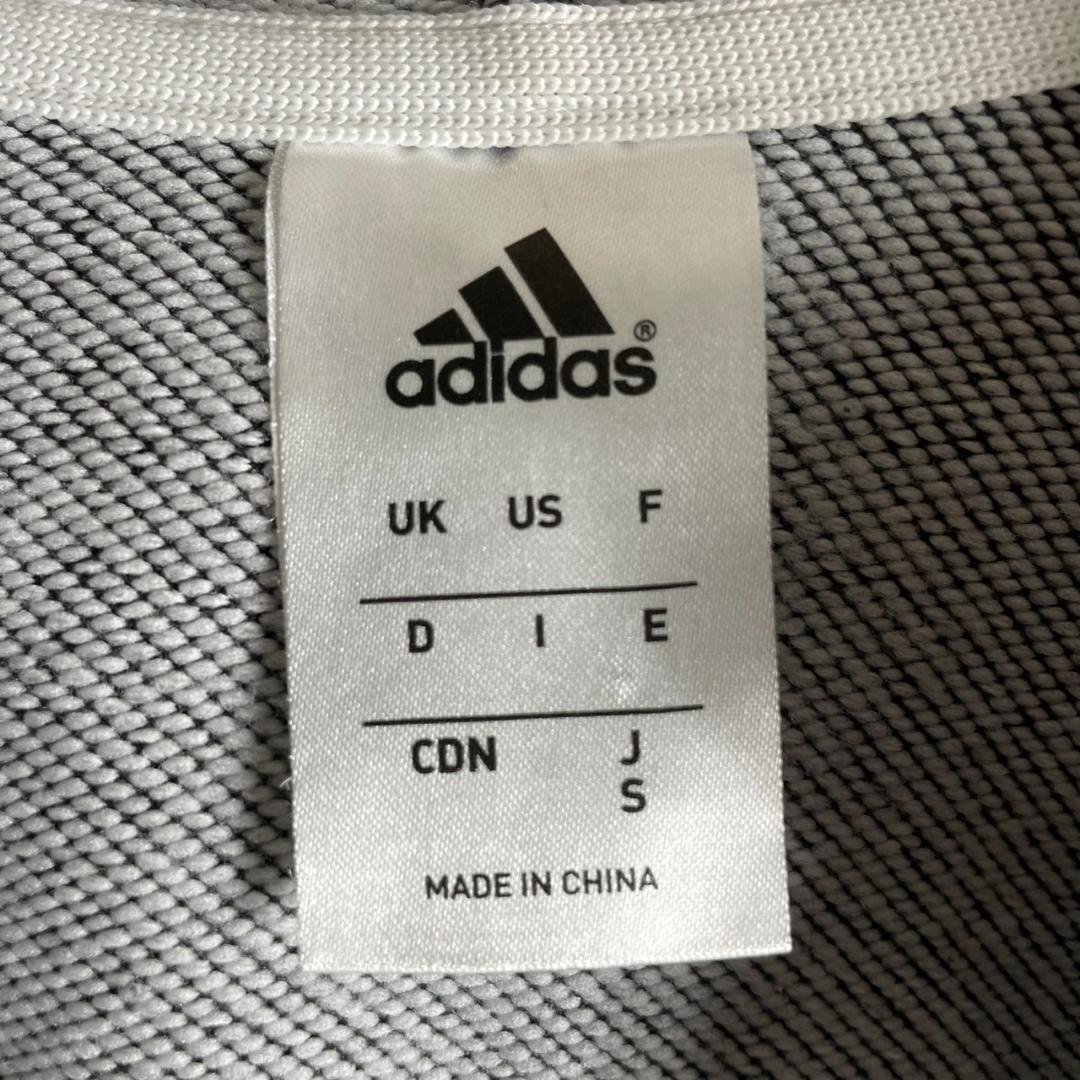 adidas®
UK US F
D I E
CDN J
S
MADE IN CHINA